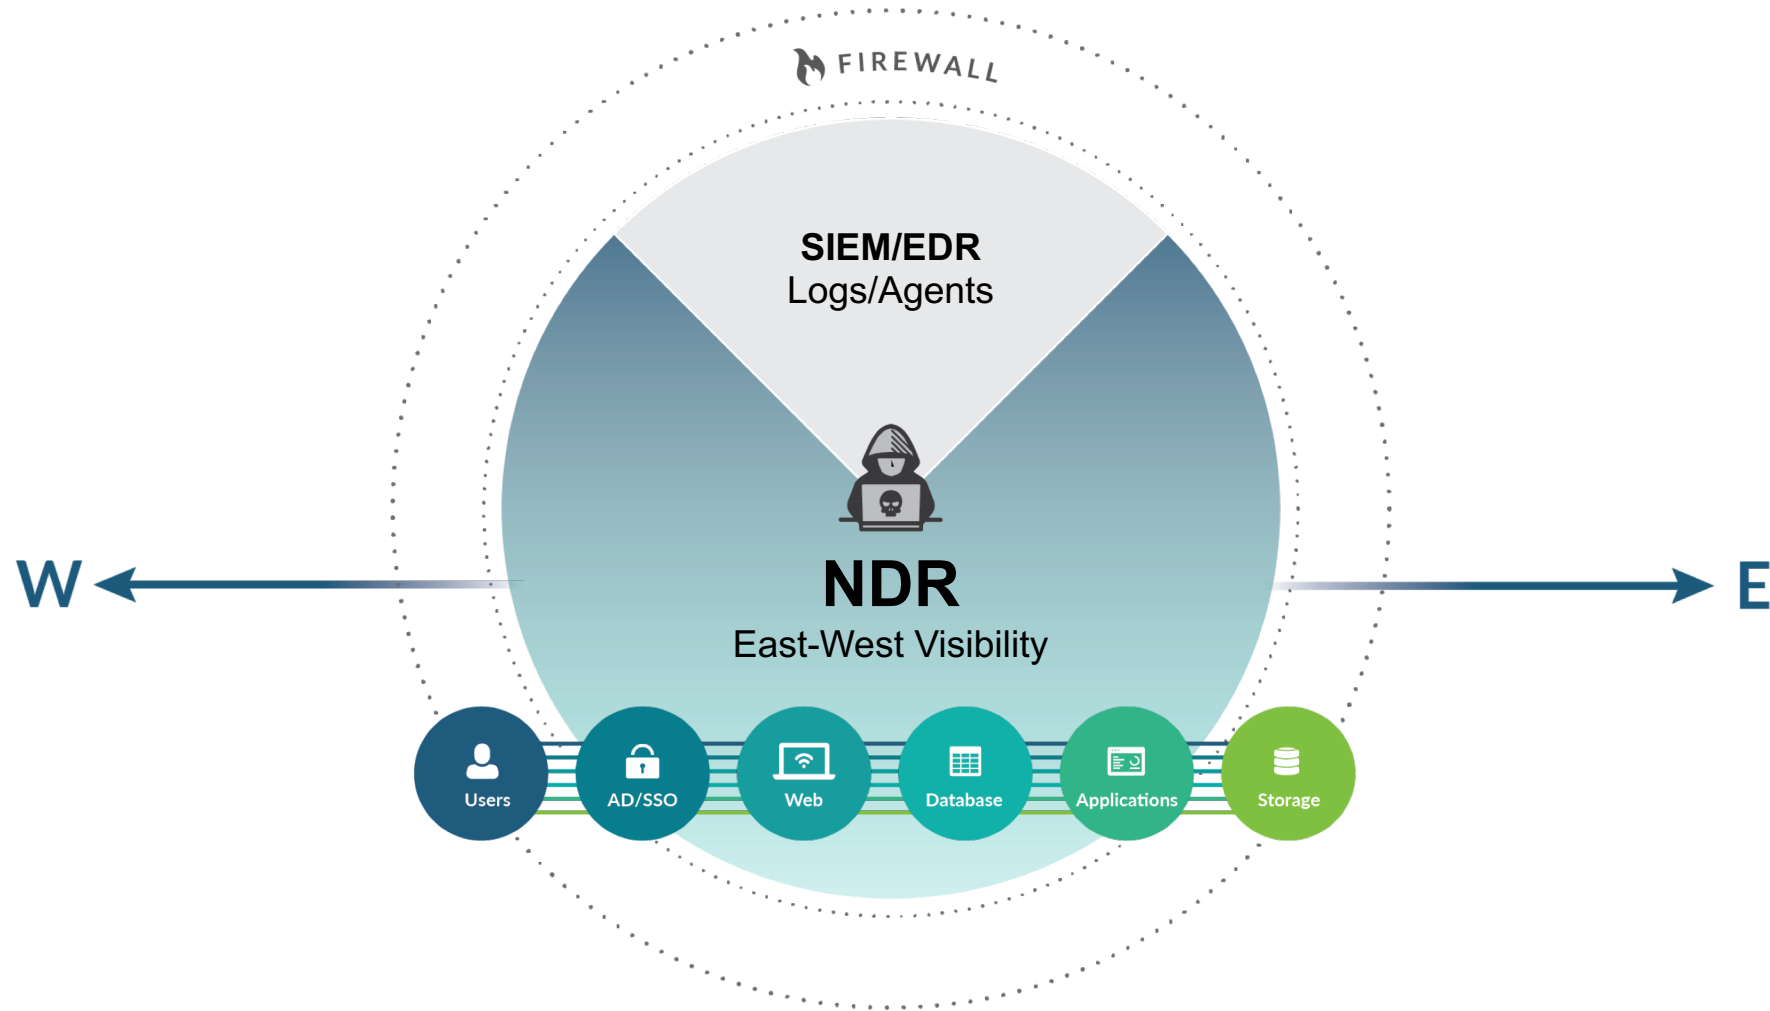 FIREWALL
SIEM/EDR
Logs/Agents
W
E
NDR
East-West Visibility
Users
AD/SSO
Web
Database
Applications
Storage